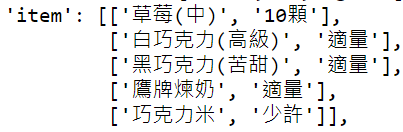 'item': [['草莓(中)', '10顆'],
['白巧克力(高級)', '適量'],
['黑巧克力(苦甜)', '適量'],
['鷹牌煉奶', '適量'],
['巧克力米', '少許']],